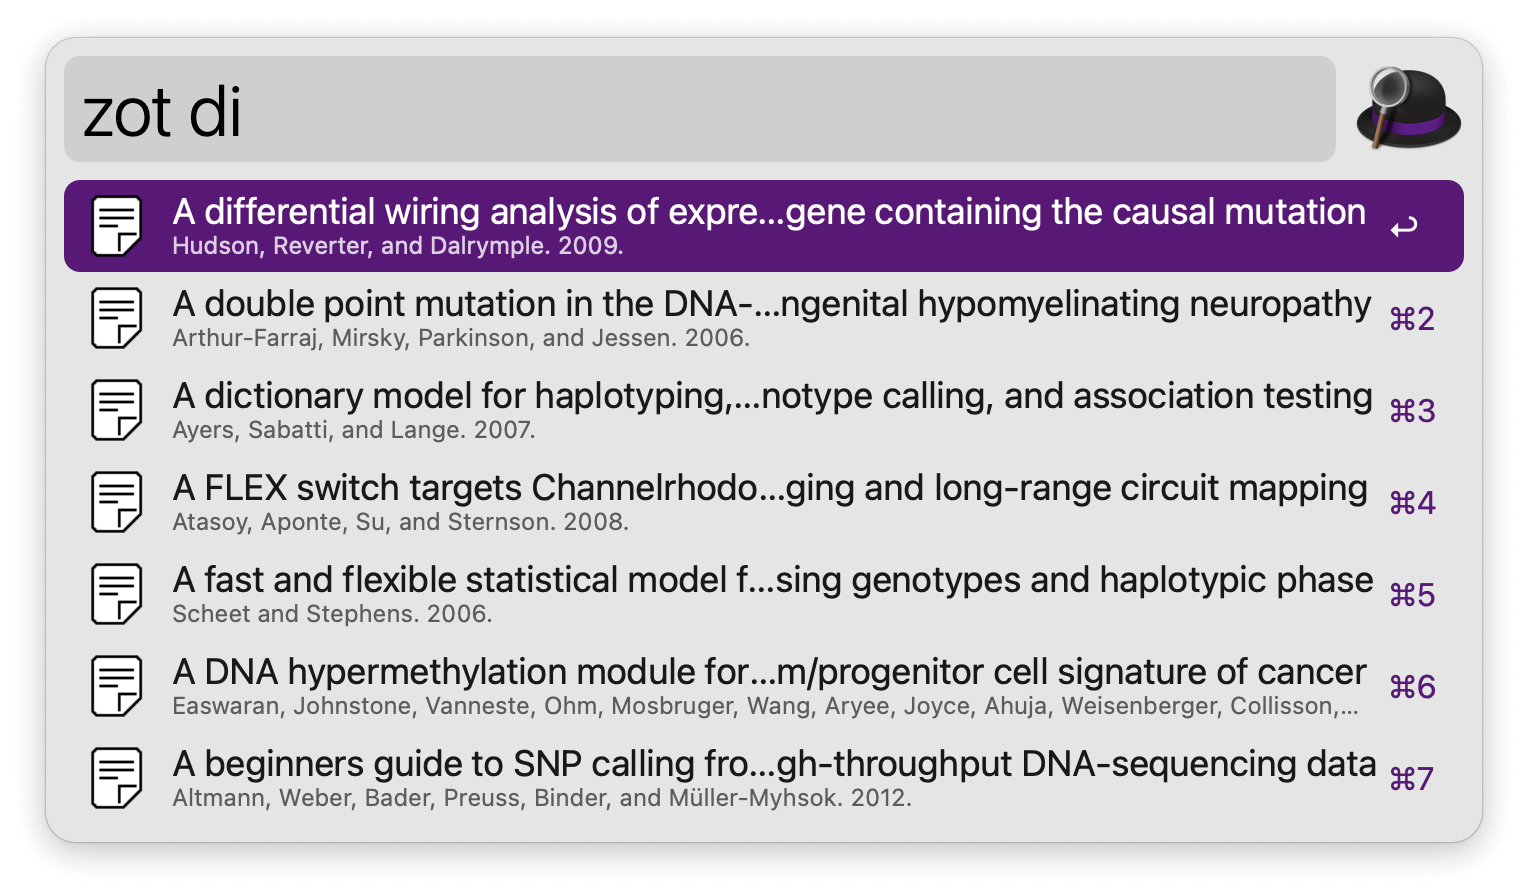 zot di
A differential wiring analysis of expre...gene containing the causal mutation
Hudson, Reverter, and Dalrymple. 2009.
A double point mutation in the DNA-...ngenital hypomyelinating neuropathy
⌘2
Arthur-Farraj, Mirsky, Parkinson, and Jessen. 2006.
A dictionary model for haplotyping,...notype calling, and association testing
⌘3
Ayers, Sabatti, and Lange. 2007.
A FLEX switch targets Channelrhodo...ging and long-range circuit mapping
⌘4
Atasoy, Aponte, Su, and Sternson. 2008.
A fast and flexible statistical model f...sing genotypes and haplotypic phase
⌘5
Scheet and Stephens. 2006.
A DNA hypermethylation module for...m/progenitor cell signature of cancer
⌘6
Easwaran, Johnstone, Vanneste, Ohm, Mosbruger, Wang, Aryee, Joyce, Ahuja, Weisenberger, Collisson,...
A beginners guide to SNP calling fro...gh-throughput DNA-sequencing data
⌘7
Altmann, Weber, Bader, Preuss, Binder, and Müller-Myhsok. 2012.